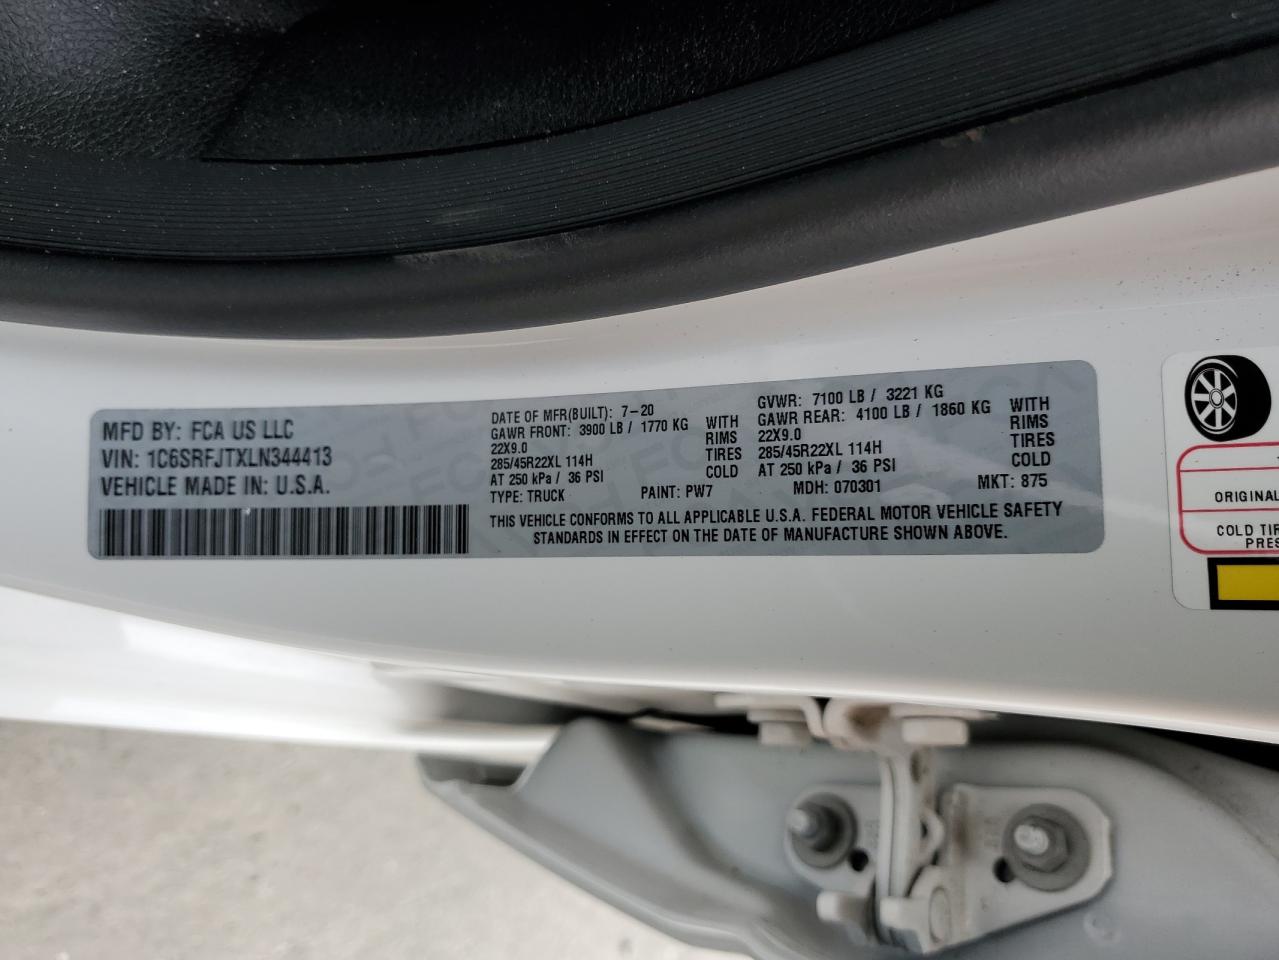 MFD BY: FCA US LLC
VIN: 1C6SRFJTXLN344413
VEHICLE MADE IN: U.S.A.
DATE OF MFR(BUILT): 7-20
GAWR FRONT: 3900 LB / 1770 KG WITH
22X9.0 RIMS
285/45R22XL 114H TIRES
AT 250 kPa / 36 PSI COLD
GVWR: 7100 LB / 3221 KG
GAWR REAR: 4100 LB / 1860 KG WITH
22X9.0 RIMS
285/45R22XL 114H TIRES
AT 250 kPa / 36 PSI COLD
TYPE: TRUCK PAINT: PW7 MDH: 070301 MKT: 875
THIS VEHICLE CONFORMS TO ALL APPLICABLE U.S.A. FEDERAL MOTOR VEHICLE SAFETY
STANDARDS IN EFFECT ON THE DATE OF MANUFACTURE SHOWN ABOVE.
ORIGINAL
COLD TI
PRES